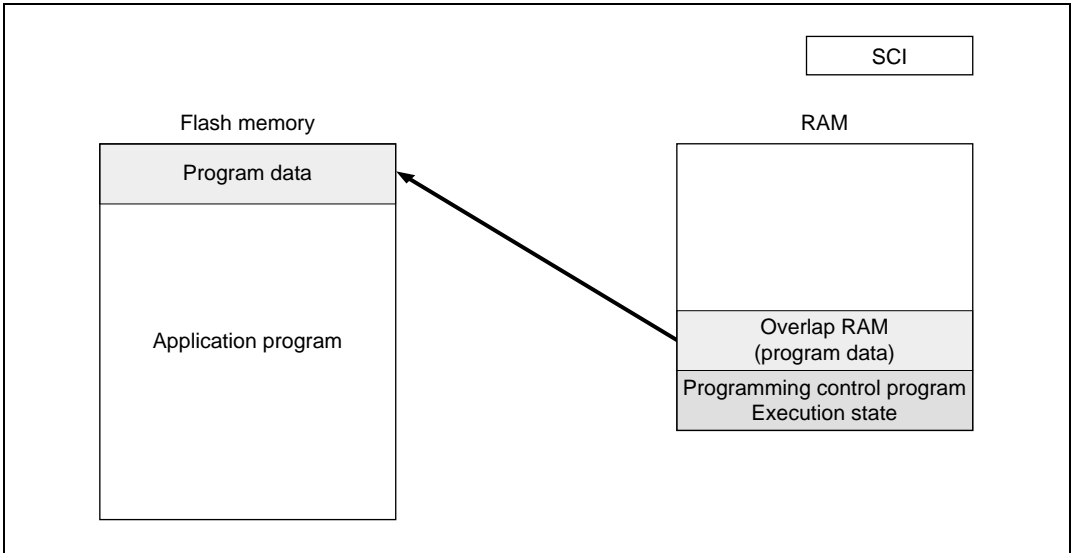 SCI
Flash memory
RAM
Program data
Application program
Overlap RAM
(program data)
Programming control program
Execution state